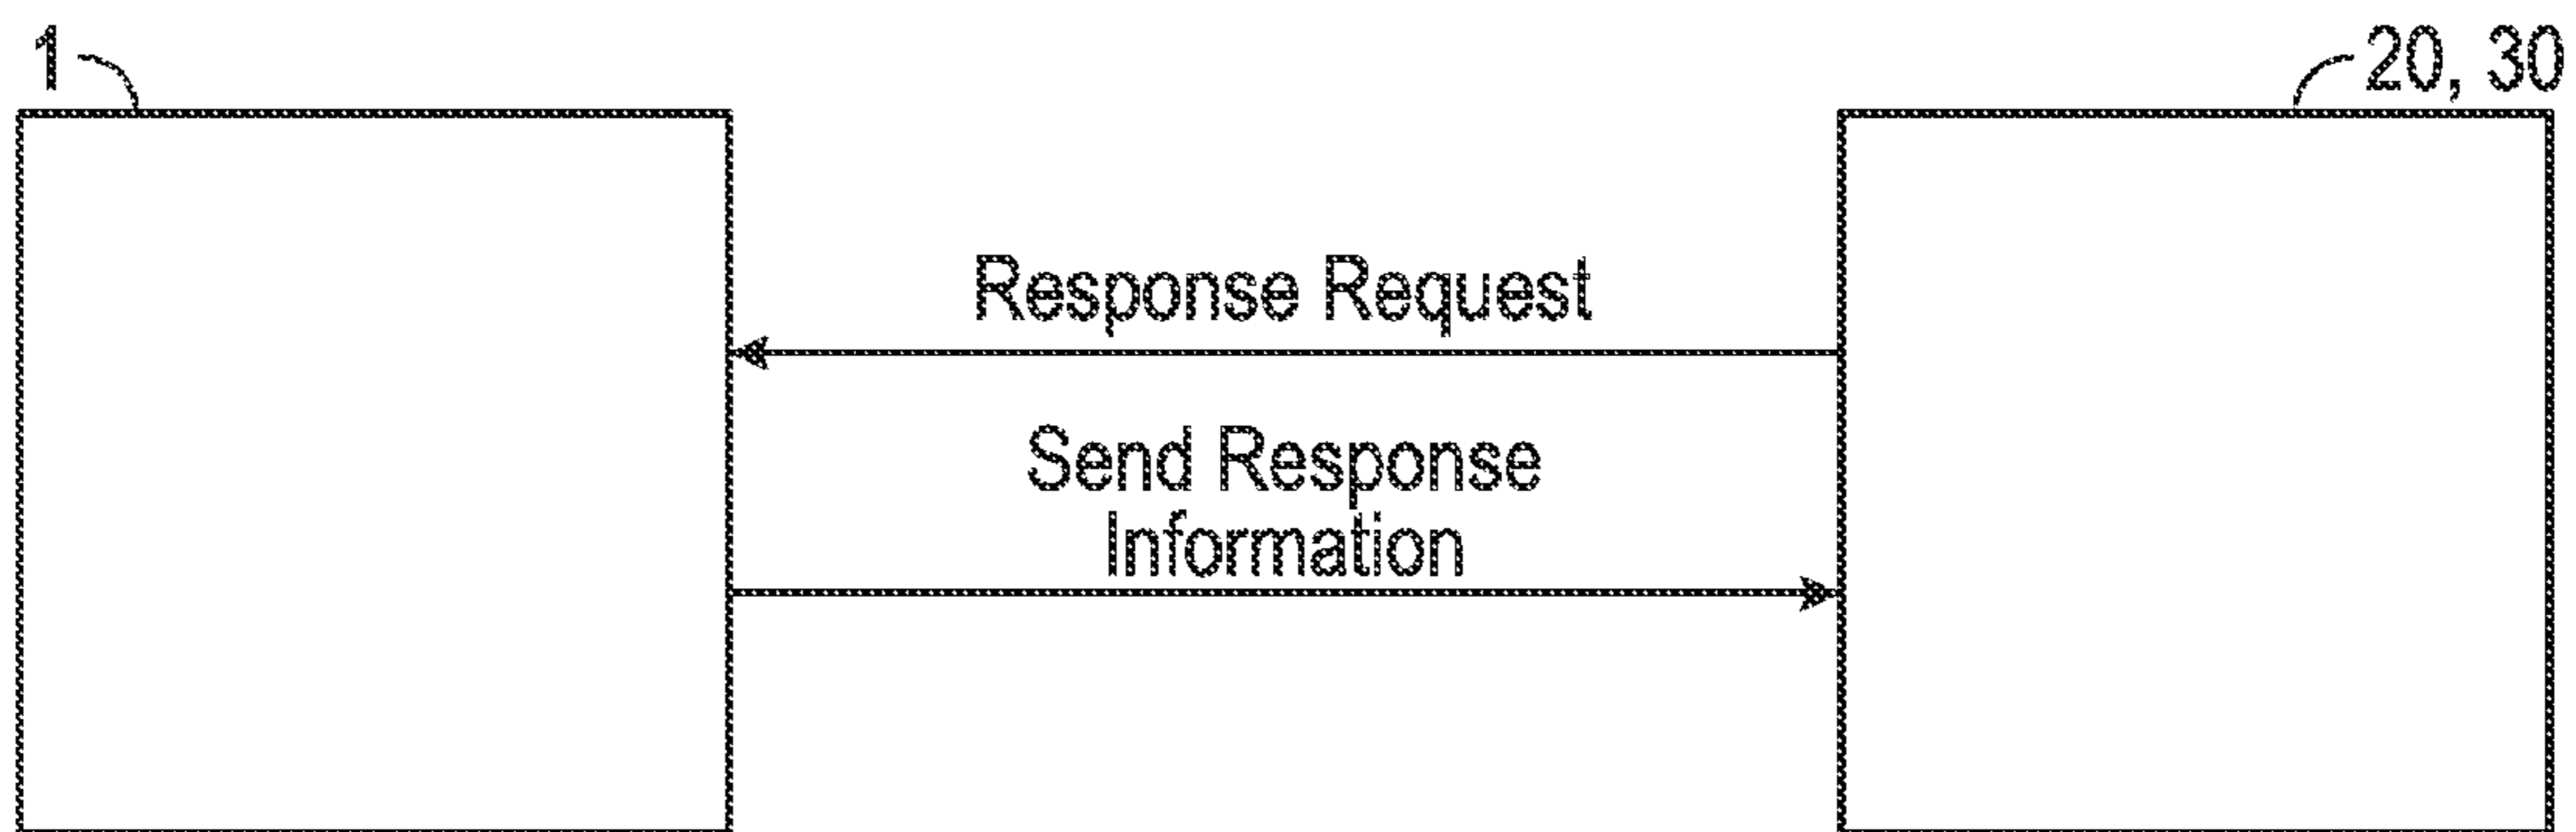 1
20, 30
Response Request
Send Response
Information